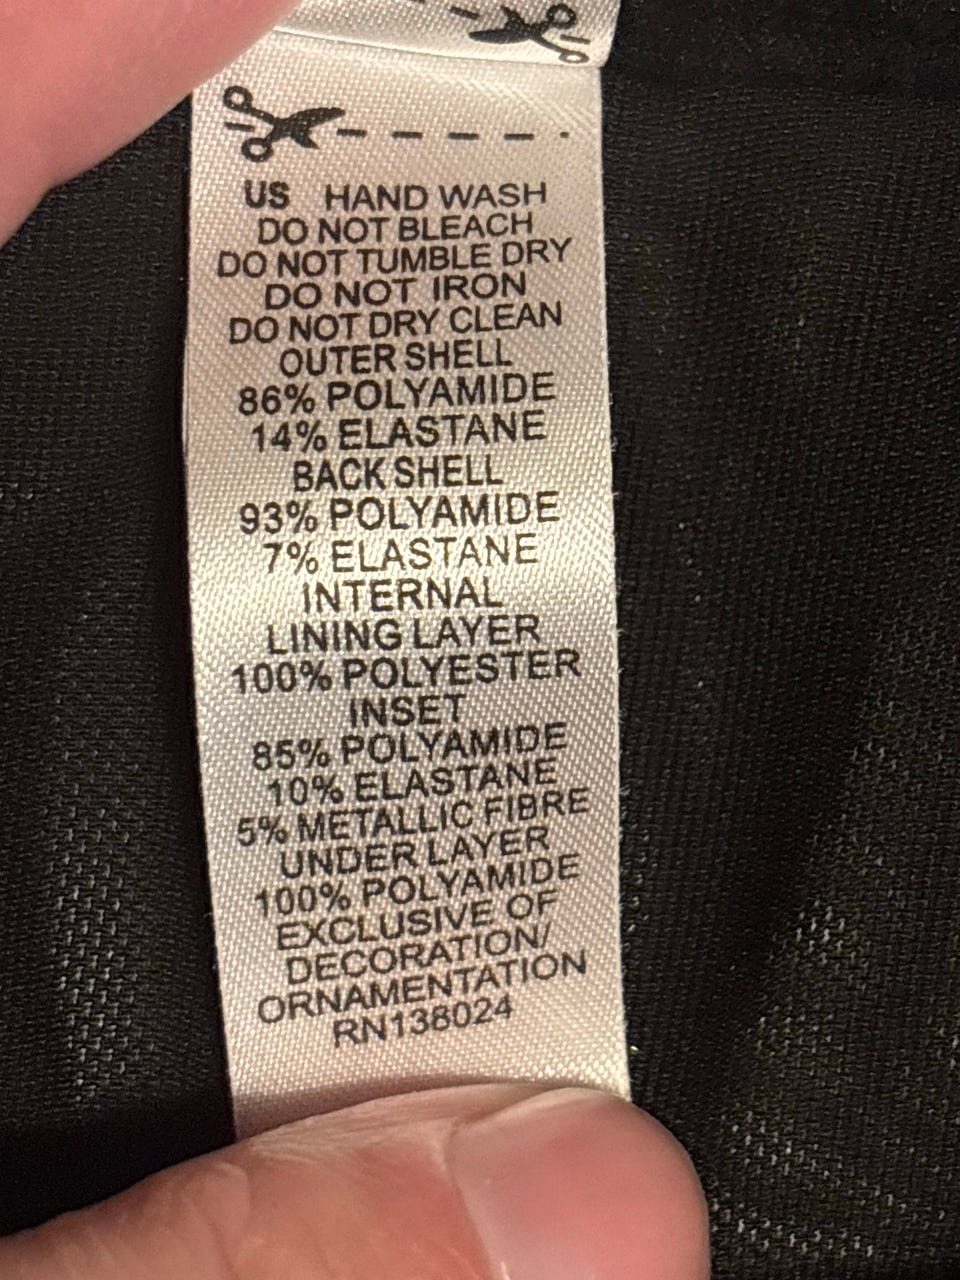 US HAND WASH
DO NOT BLEACH
DO NOT TUMBLE DRY
DO NOT IRON
DO NOT DRY CLEAN
OUTER SHELL
86% POLYAMIDE
14% ELASTANE
BACK SHELL
93% POLYAMIDE
7% ELASTANE
INTERNAL
LINING LAYER
100% POLYESTER
INSET
85% POLYAMIDE
10% ELASTANE
5% METALLIC FIBRE
UNDER LAYER
100% POLYAMIDE
EXCLUSIVE OF
DECORATION/
ORNAMENTATION
RN138024